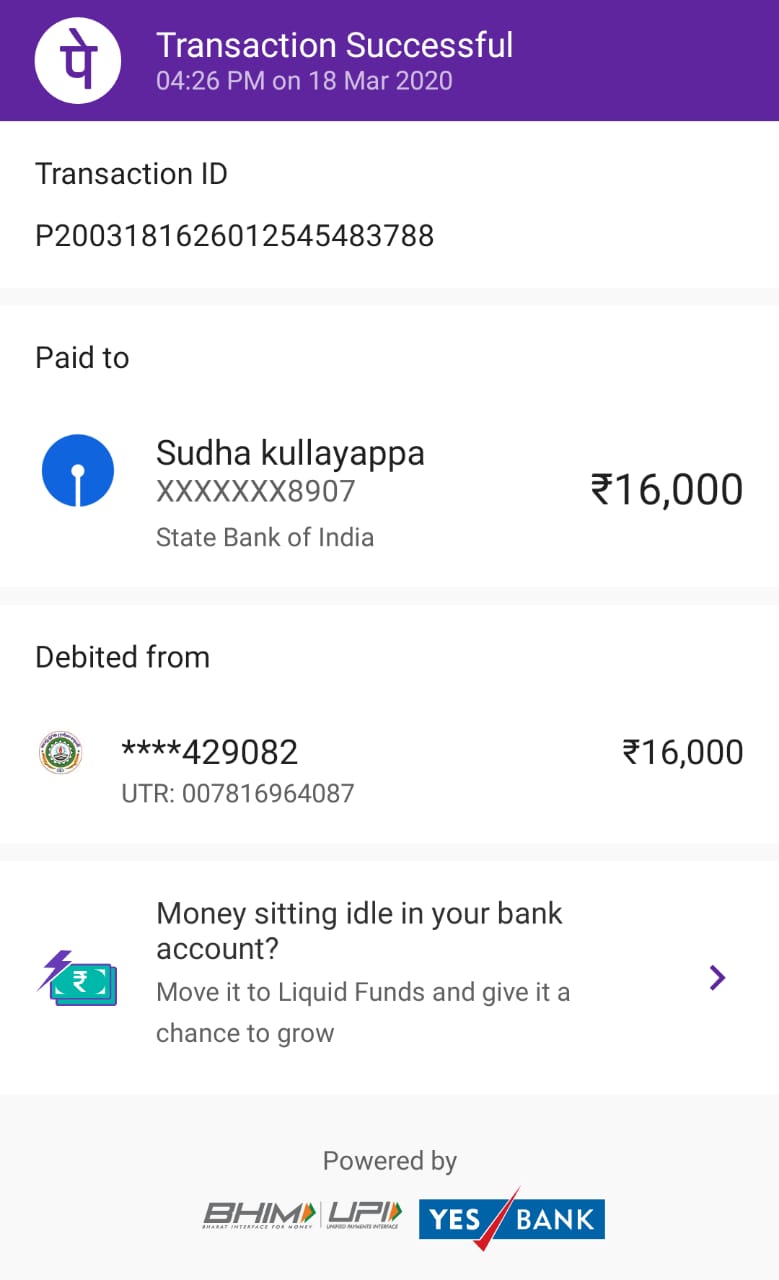 पे
Transaction Successful
04:26 PM on 18 Mar 2020
Transaction ID
P2003181626012545483788
Paid to
Sudha kullayappa
XXXXXXX8907
₹16,000
State Bank of India
Debited from
****429082
₹16,000
UTR: 007816964087
Money sitting idle in your bank
account?
₹
Move it to Liquid Funds and give it a
chance to grow
Powered by
BHIM UPI YES BANK
BHARAT INTERFACE FOR MONEY UNIFIED PAYMENTS INTERFACE